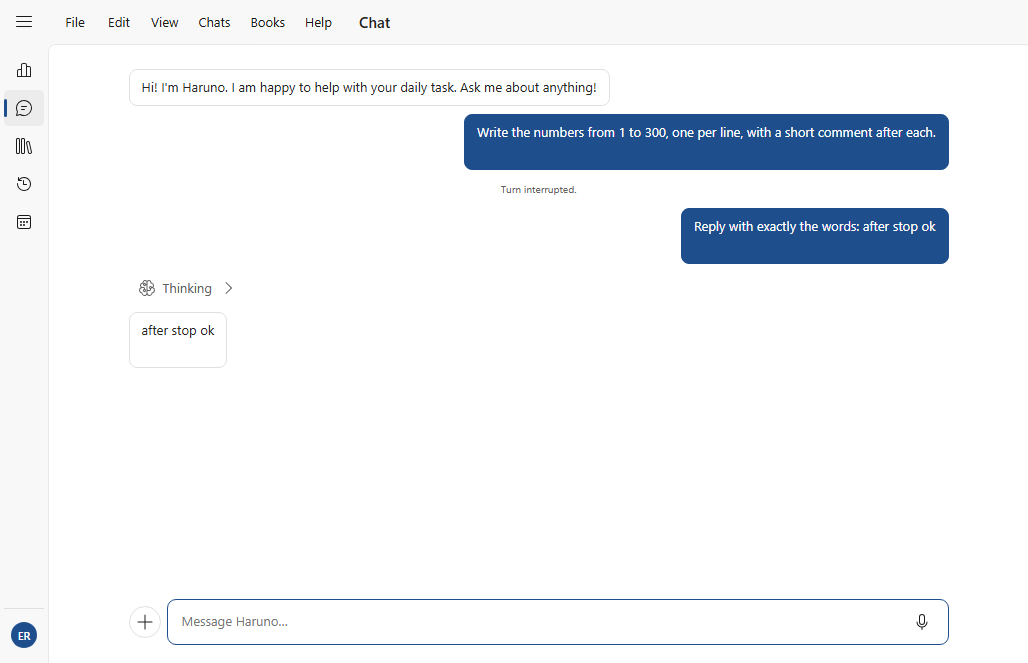 File Edit View Chats Books Help Chat
Hi! I'm Haruno. I am happy to help with your daily task. Ask me about anything!
Write the numbers from 1 to 300, one per line, with a short comment after each.
Turn interrupted.
Reply with exactly the words: after stop ok
Thinking
after stop ok
Message Haruno...
ER